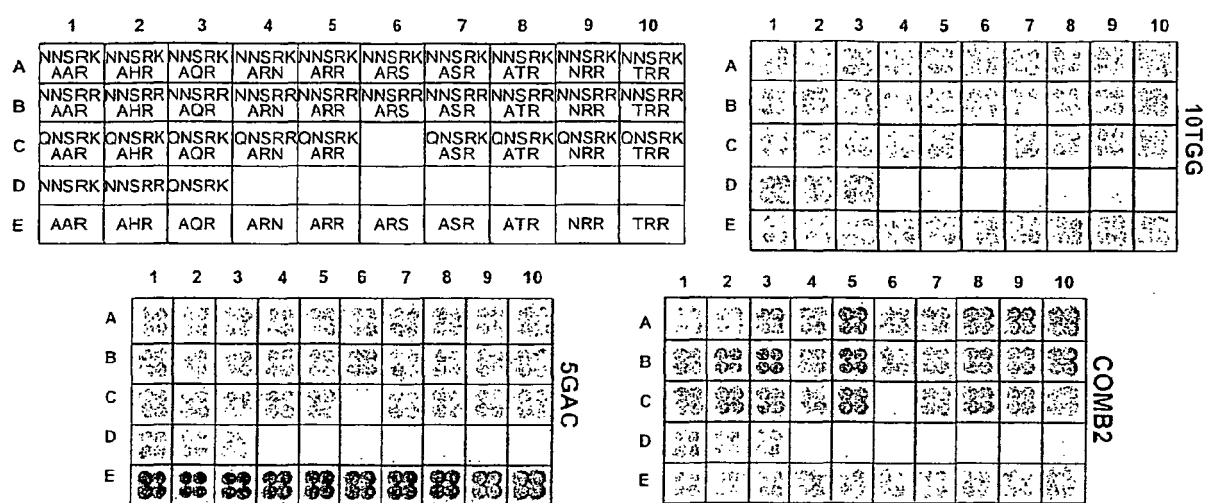 1 2 3 4 5 6 7 8 9 10
A NNSRK NNSRK NNSRK NNSRK NNSRK NNSRK NNSRK NNSRK NNSRK NNSRK
AAR AHR AQR ARN ARR ARS ASR ATR NRR TRR
B NNSRR NNSRR NNSRR NNSRR NNSRR NNSRR NNSRR NNSRR NNSRR NNSRR
AAR AHR AQR ARN ARR ARS ASR ATR NRR TRR
C QNSRK QNSRK QNSRK QNSRR QNSRK QNSRK QNSRK QNSRK QNSRK
AAR AHR AQR ARN ARR ASR ATR NRR TRR
D NNSRK NNSRR QNSRK
E AAR AHR AQR ARN ARR ARS ASR ATR NRR TRR
1 2 3 4 5 6 7 8 9 10
A
B
C
D
E
10TGG
1 2 3 4 5 6 7 8 9 10
A
B
C
D
E
5GAC
1 2 3 4 5 6 7 8 9 10
A
B
C
D
E
COMB2